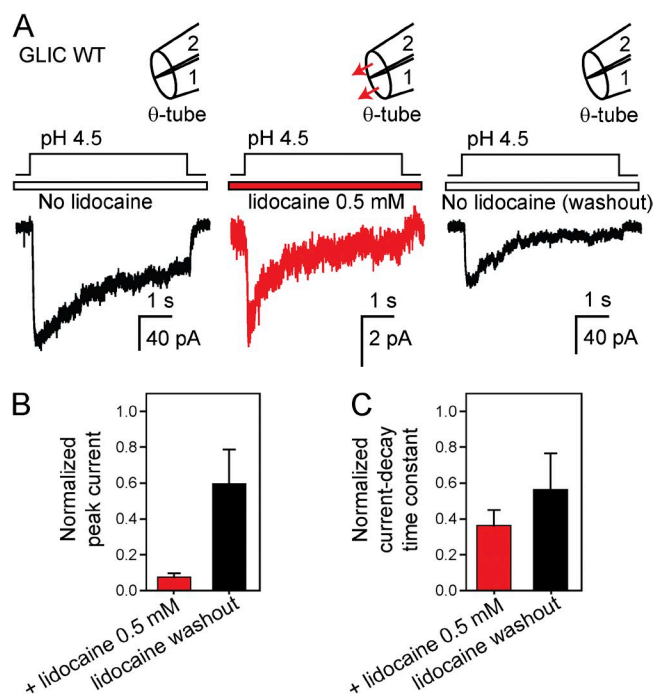 A
GLIC WT
2
1
θ-tube
2
1
θ-tube
2
1
θ-tube
pH 4.5
pH 4.5
pH 4.5
No lidocaine
lidocaine 0.5 mM
No lidocaine (washout)
1 s
40 pA
1 s
2 pA
1 s
40 pA
B
Normalized
peak current
1.0
0.8
0.6
0.4
0.2
0.0
+ lidocaine 0.5 mM
lidocaine washout
C
Normalized
current-decay
time constant
1.0
0.8
0.6
0.4
0.2
0.0
+ lidocaine 0.5 mM
lidocaine washout